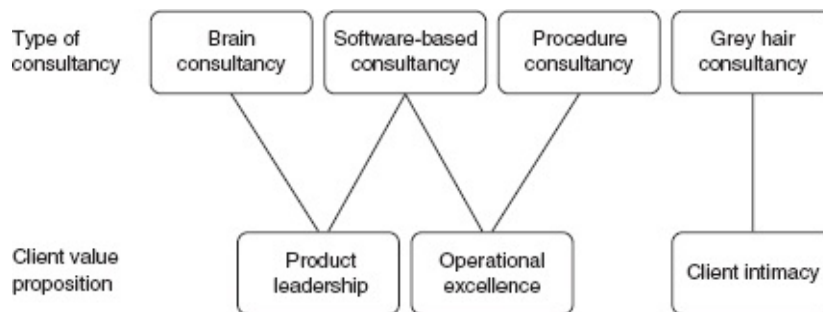 Type of
consultancy
Brain
consultancy
Software-based
consultancy
Procedure
consultancy
Grey hair
consultancy
Client value
proposition
Product
leadership
Operational
excellence
Client intimacy